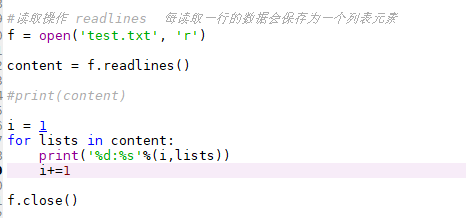 #读取操作 readlines  每读取一行的数据会保存为一个列表元素
f = open('test.txt', 'r')
content = f.readlines()
#print(content)
i = 1
for lists in content:
    print('%d:%s'%(i,lists))
    i+=1
f.close()